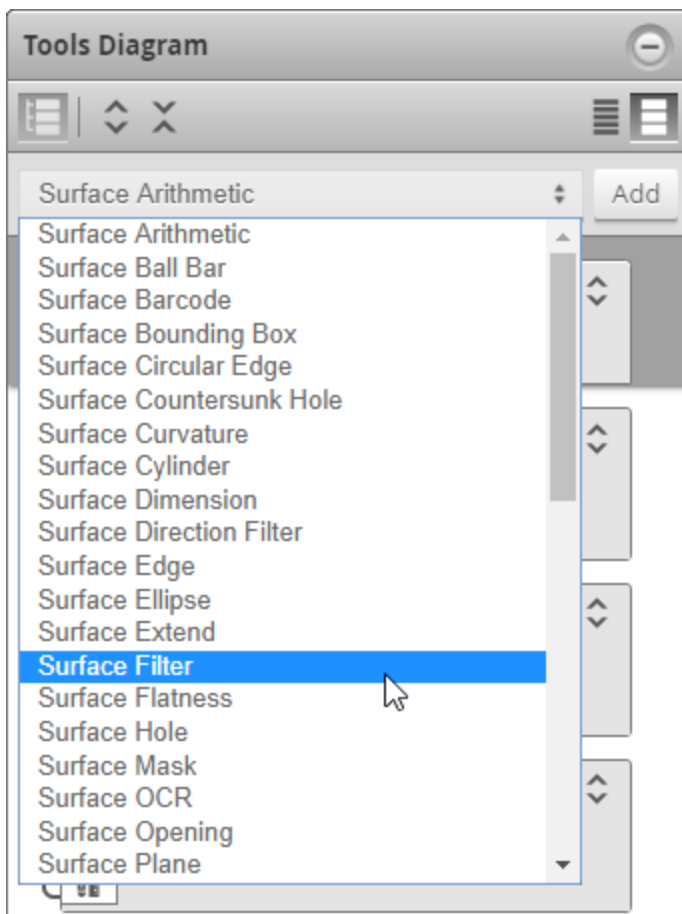 Tools Diagram
Surface Arithmetic
Add
Surface Arithmetic
Surface Ball Bar
Surface Barcode
Surface Bounding Box
Surface Circular Edge
Surface Countersunk Hole
Surface Curvature
Surface Cylinder
Surface Dimension
Surface Direction Filter
Surface Edge
Surface Ellipse
Surface Extend
Surface Filter
Surface Flatness
Surface Hole
Surface Mask
Surface OCR
Surface Opening
Surface Plane